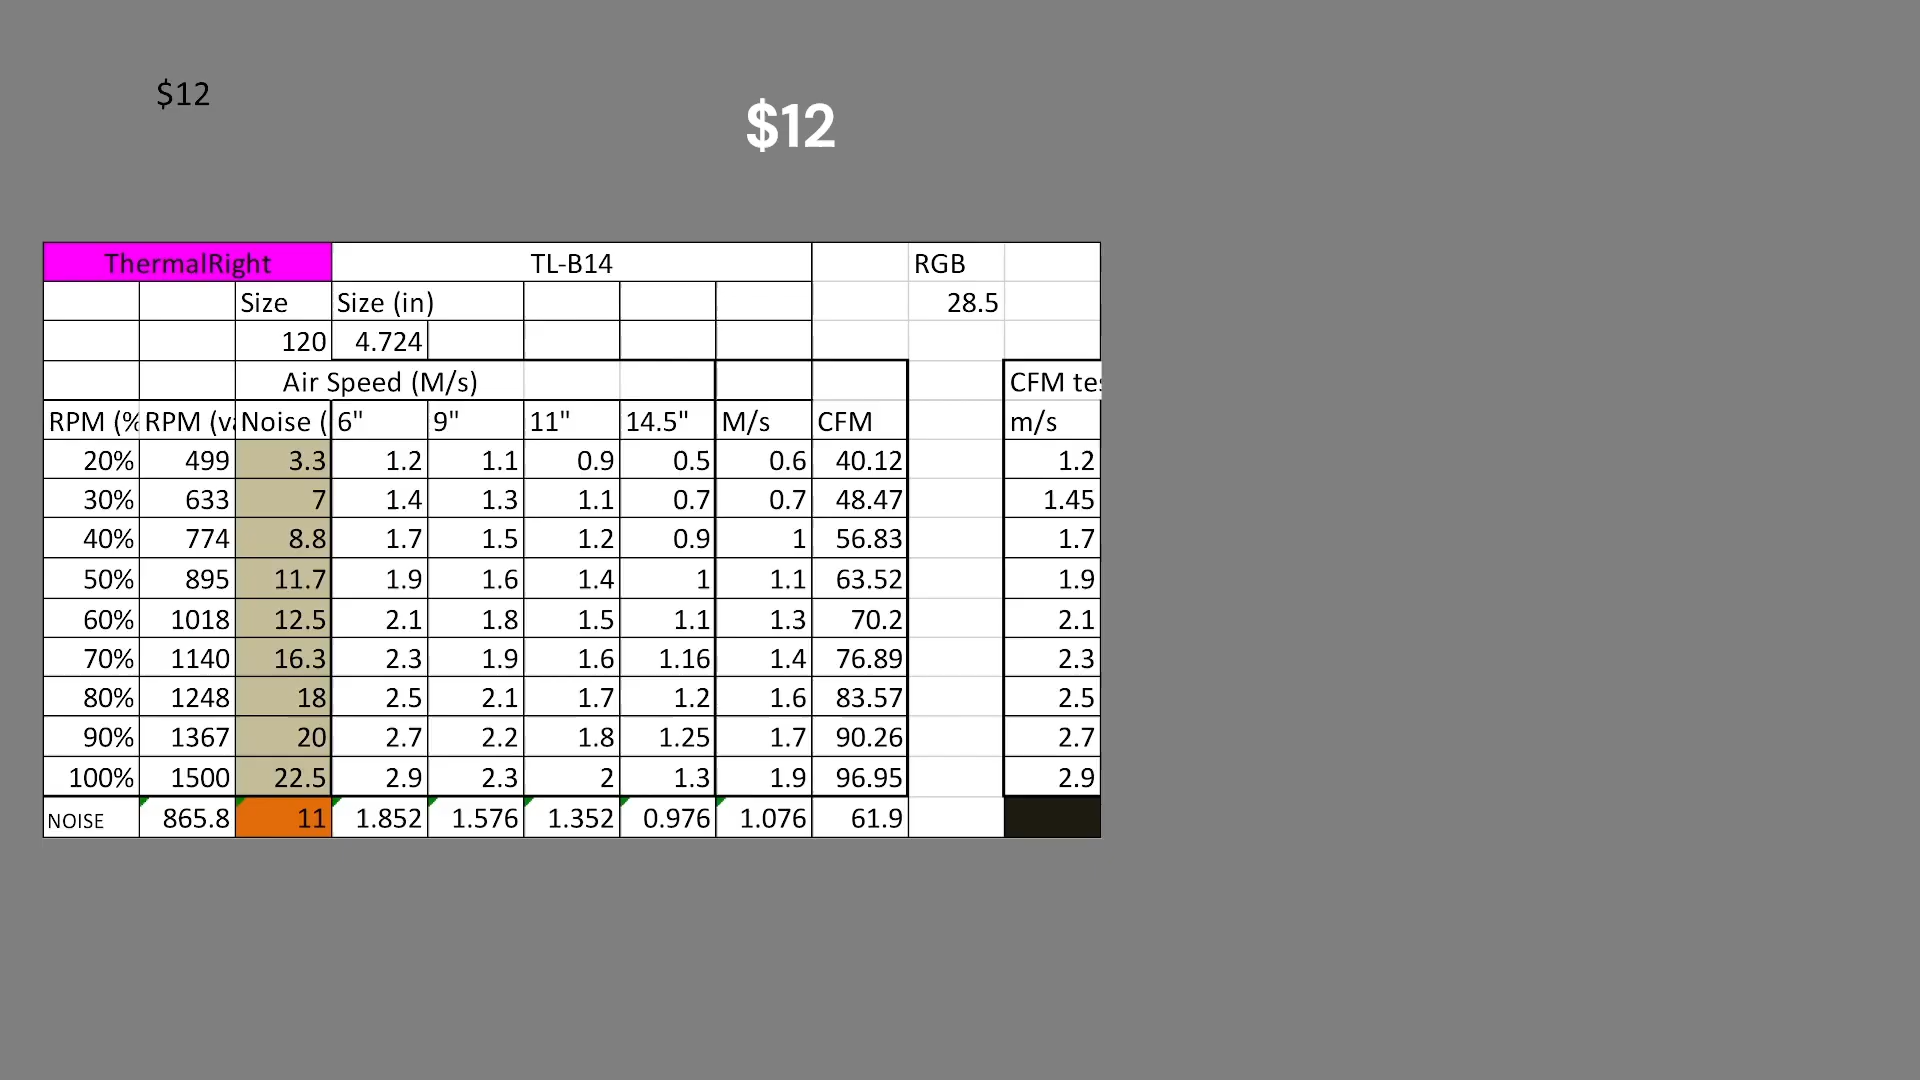 $12
$12
ThermalRight TL-B14 RGB
Size Size (in) 28.5
120 4.724
Air Speed (M/s) CFM tes
RPM (% RPM (va Noise ( 6" 9" 11" 14.5" M/s CFM m/s
20% 499 3.3 1.2 1.1 0.9 0.5 0.6 40.12 1.2
30% 633 7 1.4 1.3 1.1 0.7 0.7 48.47 1.45
40% 774 8.8 1.7 1.5 1.2 0.9 1 56.83 1.7
50% 895 11.7 1.9 1.6 1.4 1 1.1 63.52 1.9
60% 1018 12.5 2.1 1.8 1.5 1.1 1.3 70.2 2.1
70% 1140 16.3 2.3 1.9 1.6 1.16 1.4 76.89 2.3
80% 1248 18 2.5 2.1 1.7 1.2 1.6 83.57 2.5
90% 1367 20 2.7 2.2 1.8 1.25 1.7 90.26 2.7
100% 1500 22.5 2.9 2.3 2 1.3 1.9 96.95 2.9
NOISE 865.8 11 1.852 1.576 1.352 0.976 1.076 61.9